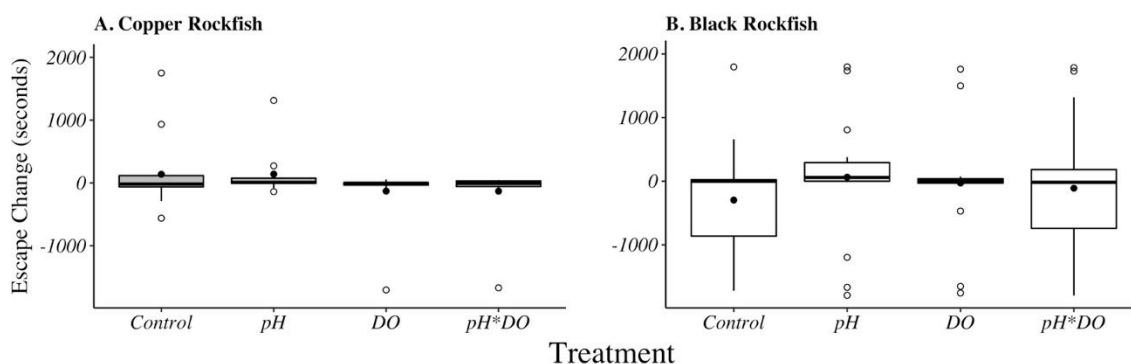 A. Copper Rockfish
B. Black Rockfish
Escape Change (seconds)
2000
1000
0
-1000
Control pH DO pH*DO
2000
1000
0
-1000
Control pH DO pH*DO
Treatment